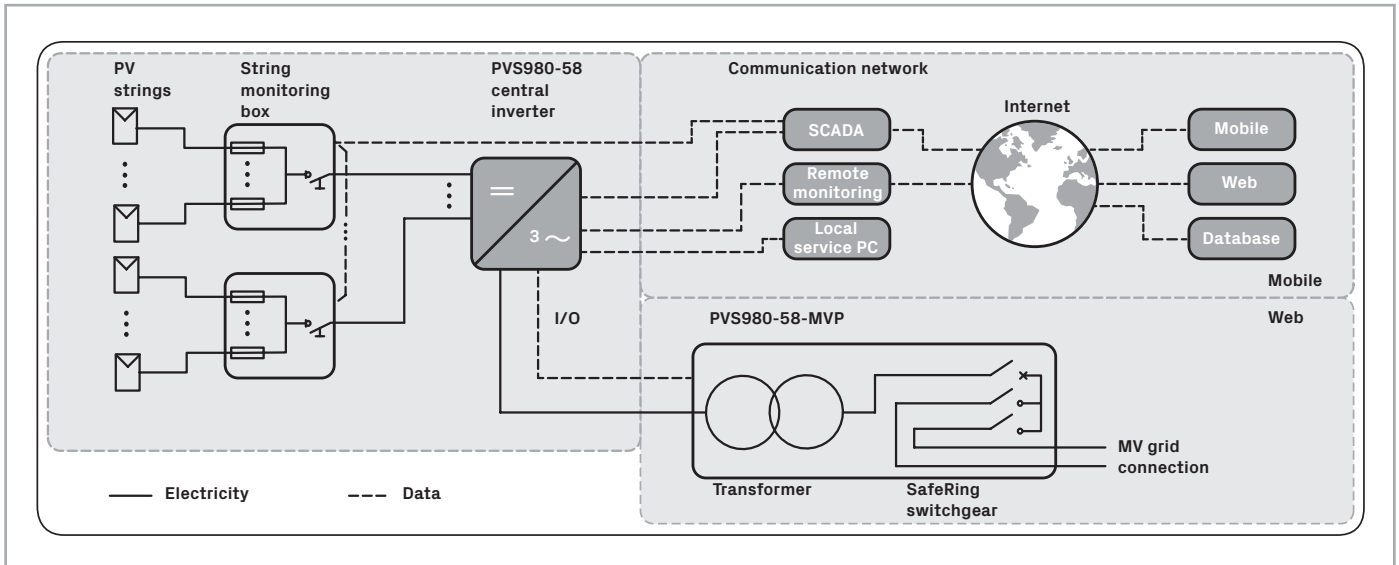 PV
strings
String
monitoring
box
PVS980-58
central
inverter
Communication network
Internet
SCADA
Remote
monitoring
Local
service PC
Mobile
Web
Database
Mobile
Web
3
I/O
PVS980-58-MVP
MV grid
connection
Transformer
SafeRing
switchgear
Electricity
Data